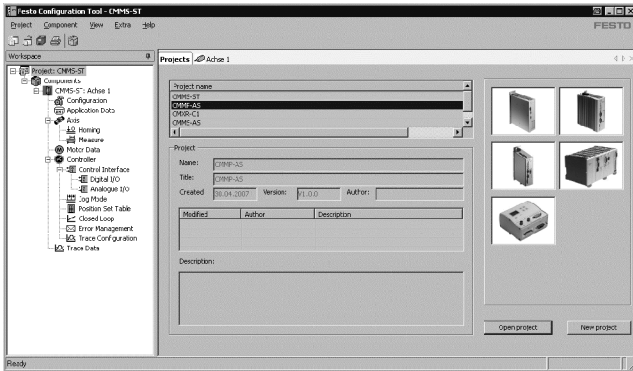 Festo Configuration Tool - CMMS-ST
Project Component View Extra Help
FESTO
Workspace
Projects Achse 1
Project: CMMS-ST
Components
CMMS-ST: Achse 1
Configuration
Application Data
Axis
Homing
Measure
Motor Data
Controller
Control Interface
Digital I/O
Analogue I/O
Jog Mode
Position Set Table
Closed Loop
Error Management
Trace Configuration
Trace Data
Project name
CMMS-ST
CMMP-AS
CMXR-C1
CMMS-AS
Project
Name: CMMP-AS
Title: CMMP-AS
Created 30.04.2007 Version: V1.0.0 Author:
Modified Author Description
Description:
Open project New project
Ready